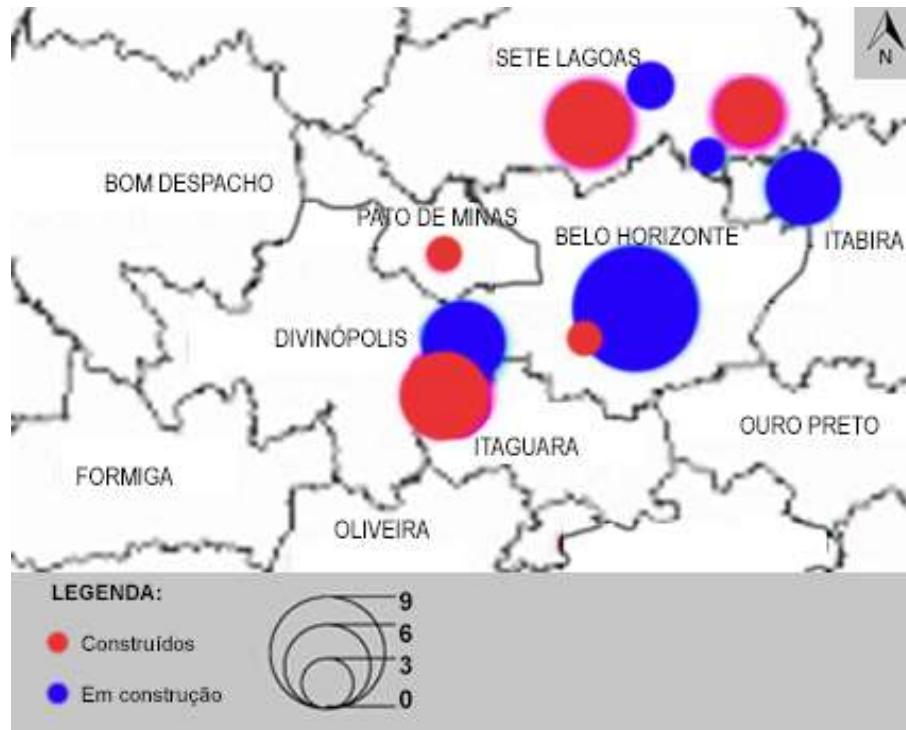 N
SETE LAGOAS
BOM DESPACHO
PATO DE MINAS
BELO HORIZONTE
ITABIRA
DIVINÓPOLIS
OURO PRETO
ITAGUARA
FORMIGA
OLIVEIRA
LEGENDA:
Construídos
Em construção
9
6
3
0